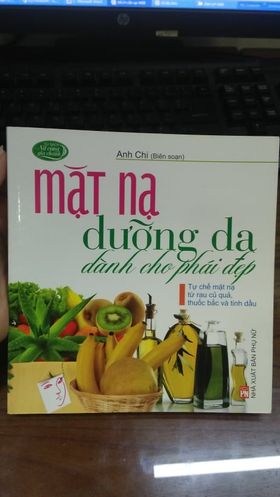 Anh Chi (Biên soạn)
MẶT NẠ
dưỡng da
dành cho phái đẹp
Tự chế mặt nạ
từ rau củ quả,
thuốc bắc và tinh dầu
PN
NHÀ XUẤT BẢN PHỤ NỮ